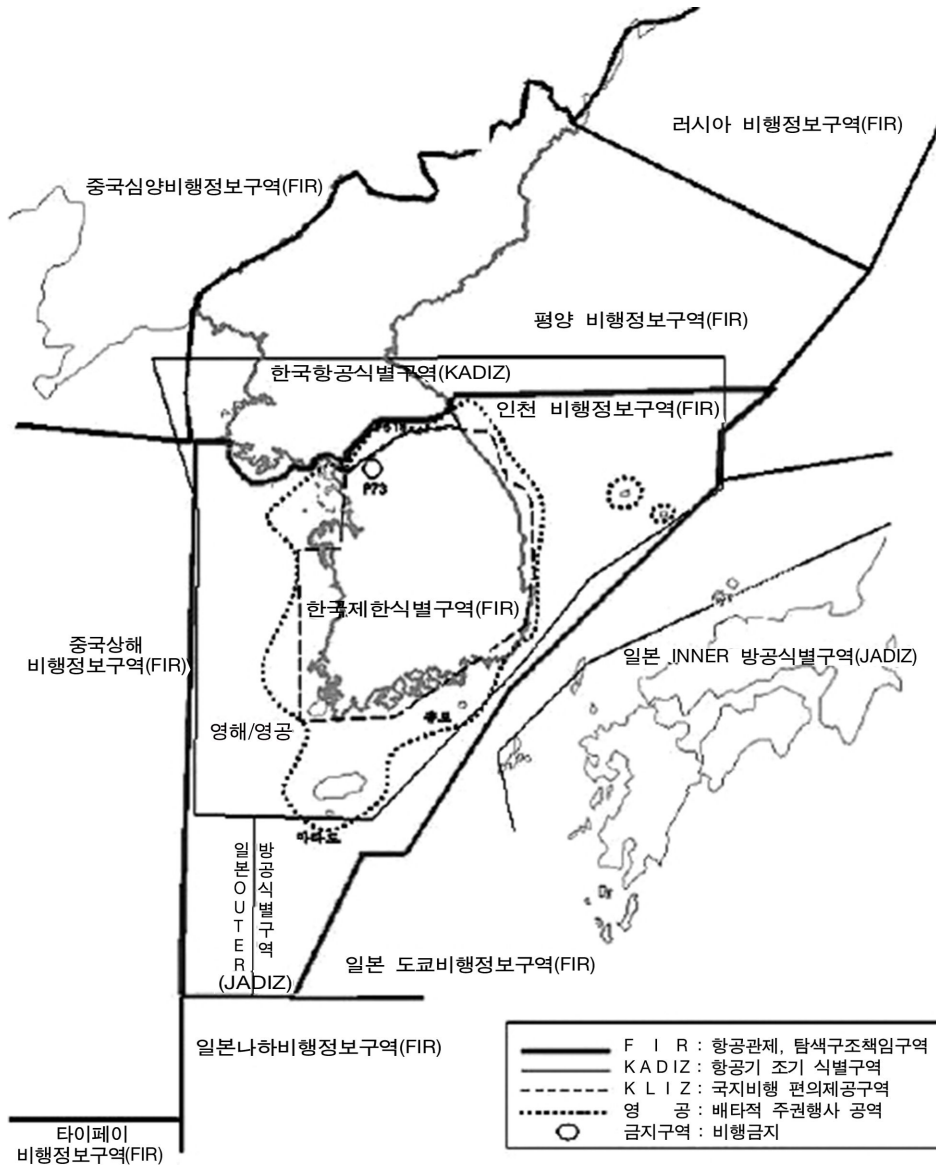 러시아 비행정보구역(FIR)
중국심양비행정보구역(FIR)
평양 비행정보구역(FIR)
한국항공식별구역(KADIZ)
인천 비행정보구역(FIR)
P73
한국제한식별구역(FIR)
중국상해
비행정보구역(FIR)
일본 INNER 방공식별구역(JADIZ)
영해/영공
마라도
일본OUTER
방공식별구역
(JADIZ)
일본 도쿄비행정보구역(FIR)
일본나하비행정보구역(FIR)
타이페이
비행정보구역(FIR)
F I R : 항공관제, 탐색구조책임구역
KADIZ : 항공기 조기 식별구역
KLIZ : 국지비행 편의제공구역
영 공 : 배타적 주권행사 공역
금지구역 : 비행금지